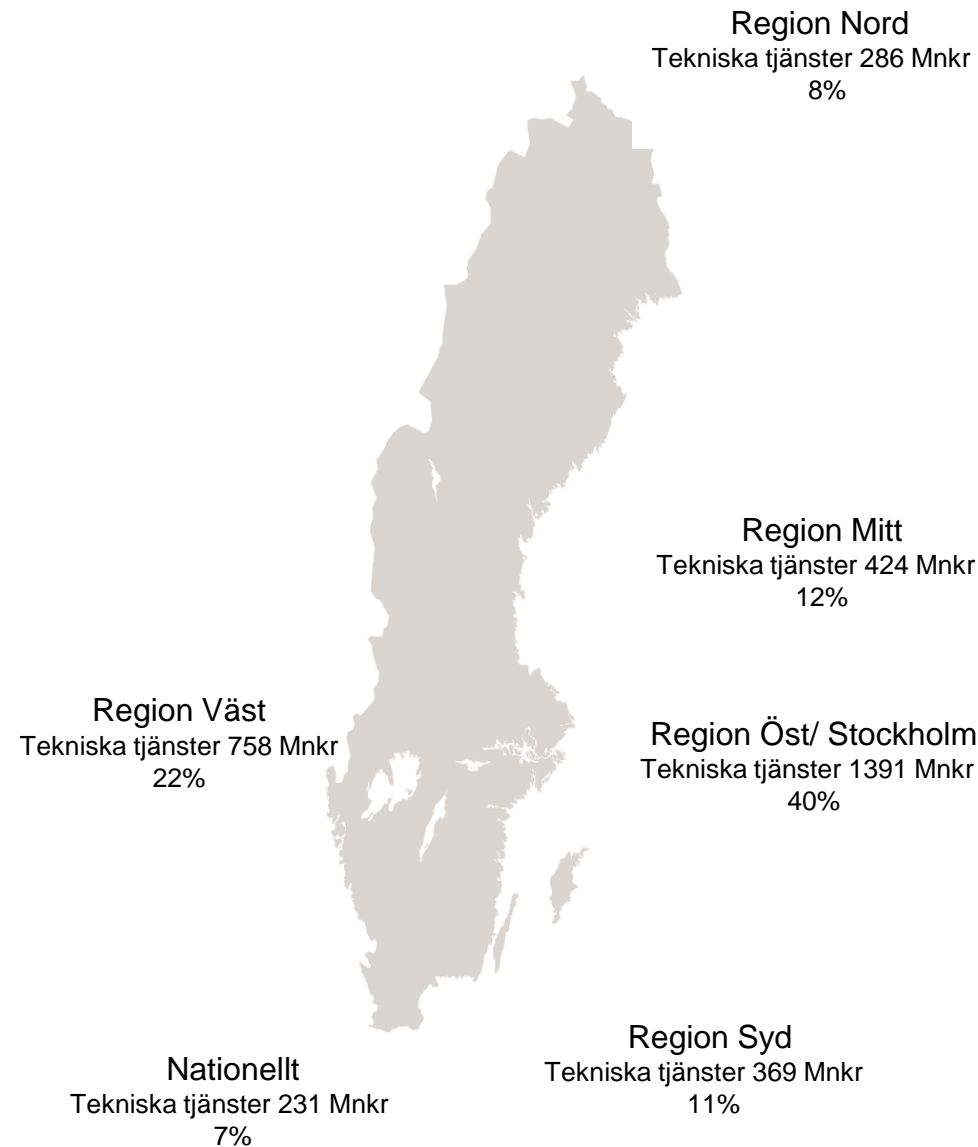 Region Nord
Tekniska tjänster 286 Mnkr
8%
Region Mitt
Tekniska tjänster 424 Mnkr
12%
Region Väst
Tekniska tjänster 758 Mnkr
22%
Region Öst/ Stockholm
Tekniska tjänster 1391 Mnkr
40%
Region Syd
Tekniska tjänster 369 Mnkr
11%
Nationellt
Tekniska tjänster 231 Mnkr
7%